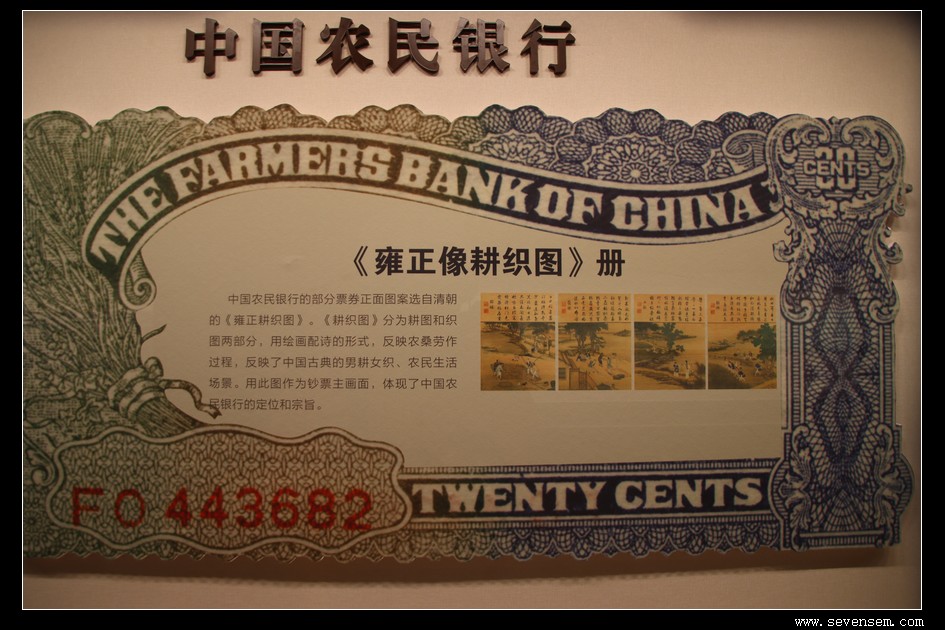 中国农民银行
THE FARMERS BANK OF CHINA
20
CENTS
《雍正像耕织图》册
中国农民银行的部分票券正面图案选自清朝
的《雍正耕织图》。《耕织图》分为耕图和织
图两部分，用绘画配诗的形式，反映农桑劳作
过程，反映了中国古典的男耕女织、农民生活
场景。用此图作为钞票主画面，体现了中国农
民银行的定位和宗旨。
FO 443682
TWENTY CENTS
www.sevensem.com